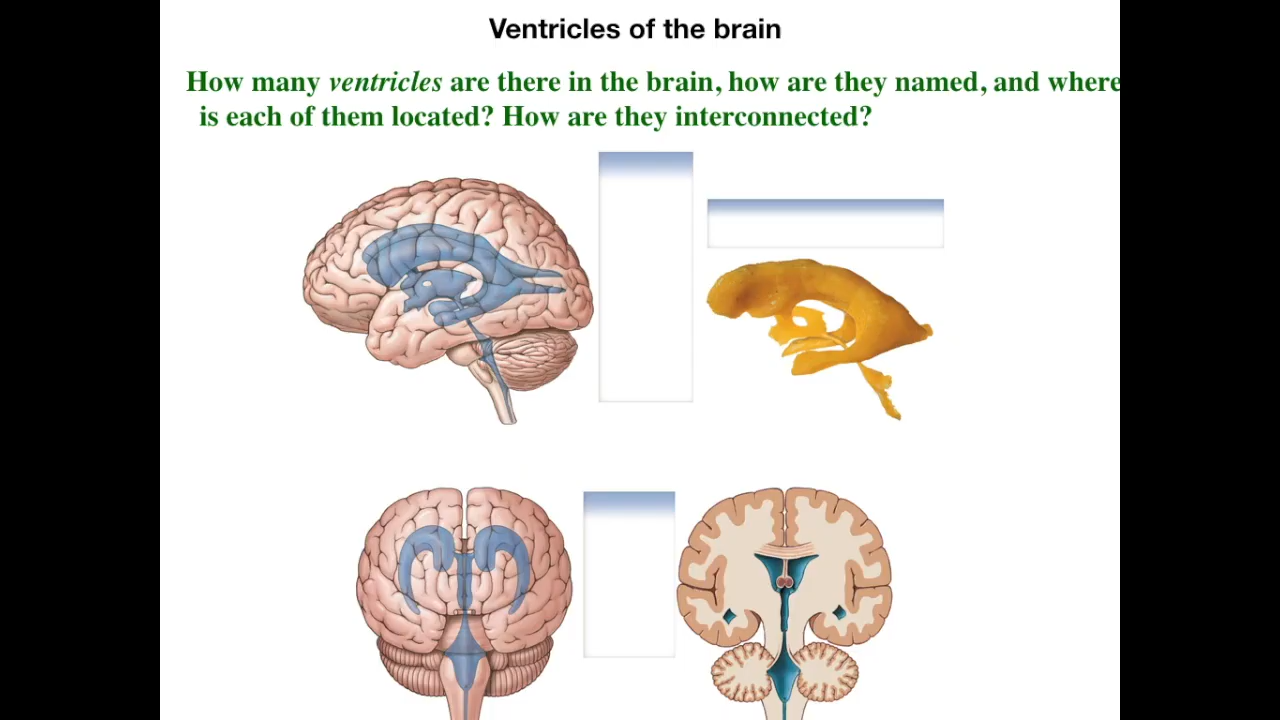 Ventricles of the brain
How many ventricles are there in the brain, how are they named, and where
is each of them located? How are they interconnected?